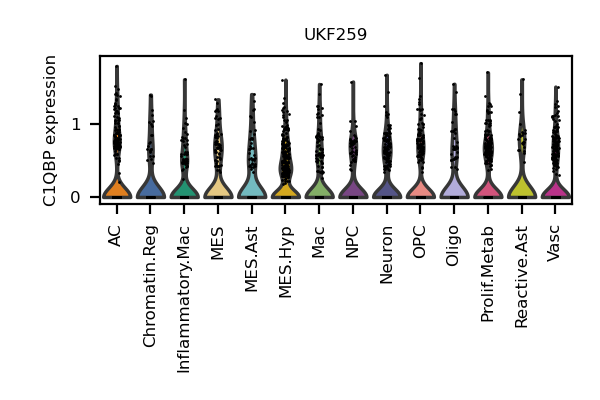 UKF259
C1QBP expression
1
0
AC
Chromatin.Reg
Inflammatory.Mac
MES
MES.Ast
MES.Hyp
Mac
NPC
Neuron
OPC
Oligo
Prolif.Metab
Reactive.Ast
Vasc